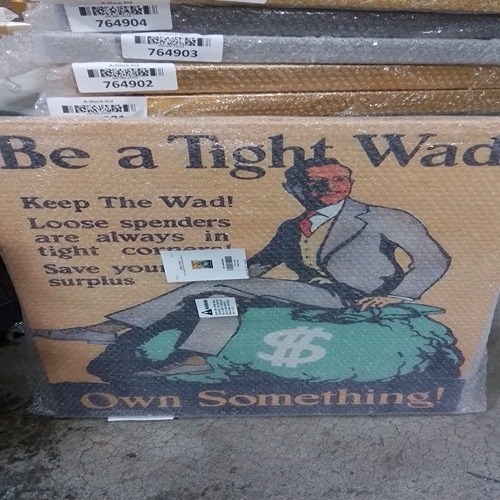 764904
764903
764902
Be a Tight Wad
Keep The Wad!
Loose spenders
are always in
tight corners!
Save your
surplus
$
Own Something!